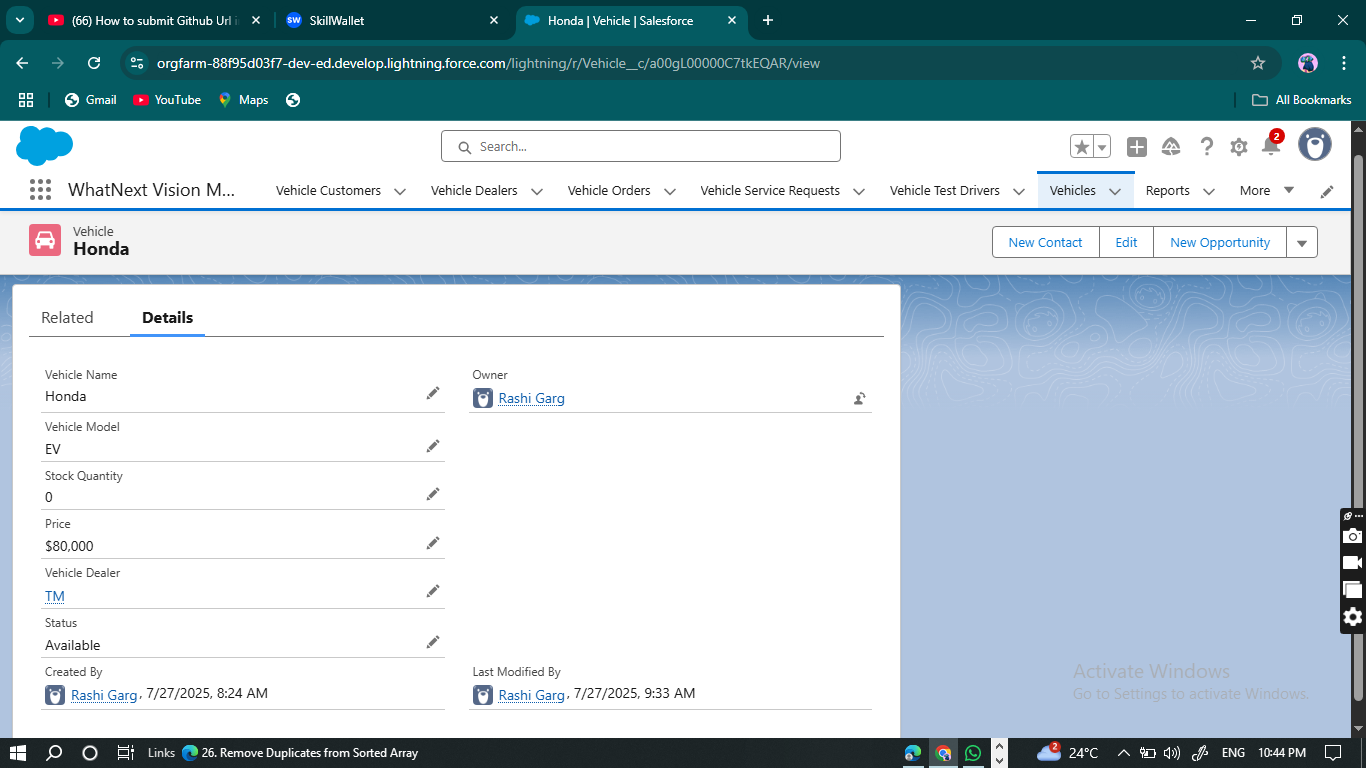 (66) How to submit Github Url i
SW SkillWallet
Honda | Vehicle | Salesforce
orgfarm-88f95d03f7-dev-ed.develop.lightning.force.com/lightning/r/Vehicle__c/a00gL00000C7tkEQAR/view
Gmail YouTube Maps All Bookmarks
Search...
2
WhatNext Vision M... Vehicle Customers Vehicle Dealers Vehicle Orders Vehicle Service Requests Vehicle Test Drivers Vehicles Reports More
Vehicle
Honda
New Contact Edit New Opportunity
Related Details
Vehicle Name
Honda
Owner
Rashi Garg
Vehicle Model
EV
Stock Quantity
0
Price
$80,000
Vehicle Dealer
TM
Status
Available
Created By
Rashi Garg, 7/27/2025, 8:24 AM
Last Modified By
Rashi Garg, 7/27/2025, 9:33 AM
Activate Windows
Go to Settings to activate Windows.
Links 26. Remove Duplicates from Sorted Array 2 24°C ENG 10:44 PM